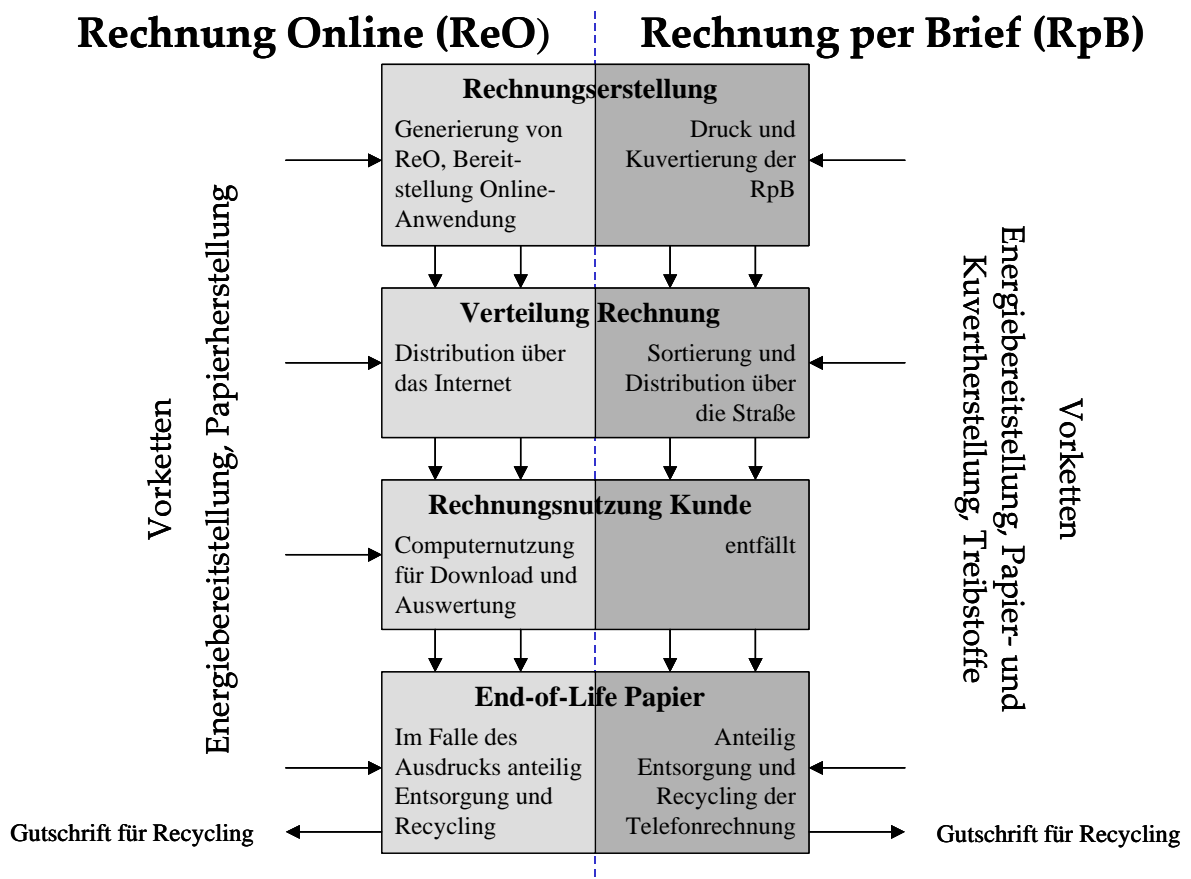 Rechnung Online (ReO)
Rechnung per Brief (RpB)
Rechnungserstellung
Generierung von
ReO, Bereit-
stellung Online-
Anwendung
Druck und
Kuvertierung der
RpB
Verteilung Rechnung
Distribution über
das Internet
Sortierung und
Distribution über
die Straße
Rechnungsnutzung Kunde
Computernutzung
für Download und
Auswertung
entfällt
End-of-Life Papier
Im Falle des
Ausdrucks anteilig
Entsorgung und
Recycling
Anteilig
Entsorgung und
Recycling der
Telefonrechnung
Vorketten
Energiebereitstellung, Papierherstellung
Vorketten
Energiebereitstellung, Papier- und
Kuvertherstellung, Treibstoffe
Gutschrift für Recycling
Gutschrift für Recycling